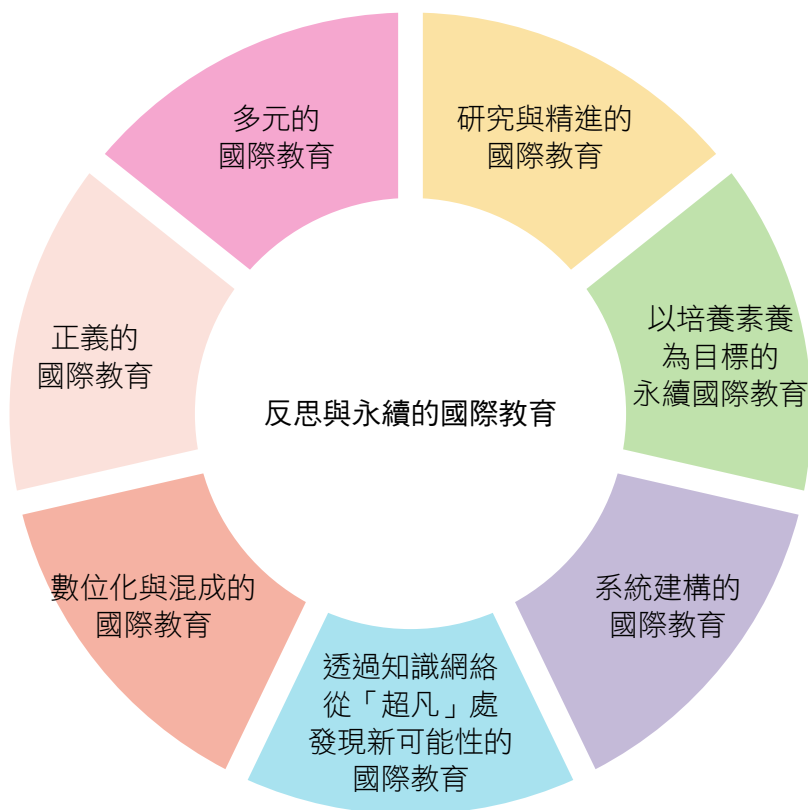 多元的
國際教育
研究與精進的
國際教育
以培養素養
為目標的
永續國際教育
正義的
國際教育
反思與永續的國際教育
數位化與混成的
國際教育
系統建構的
國際教育
透過知識網絡
從「超凡」處
發現新可能性的
國際教育